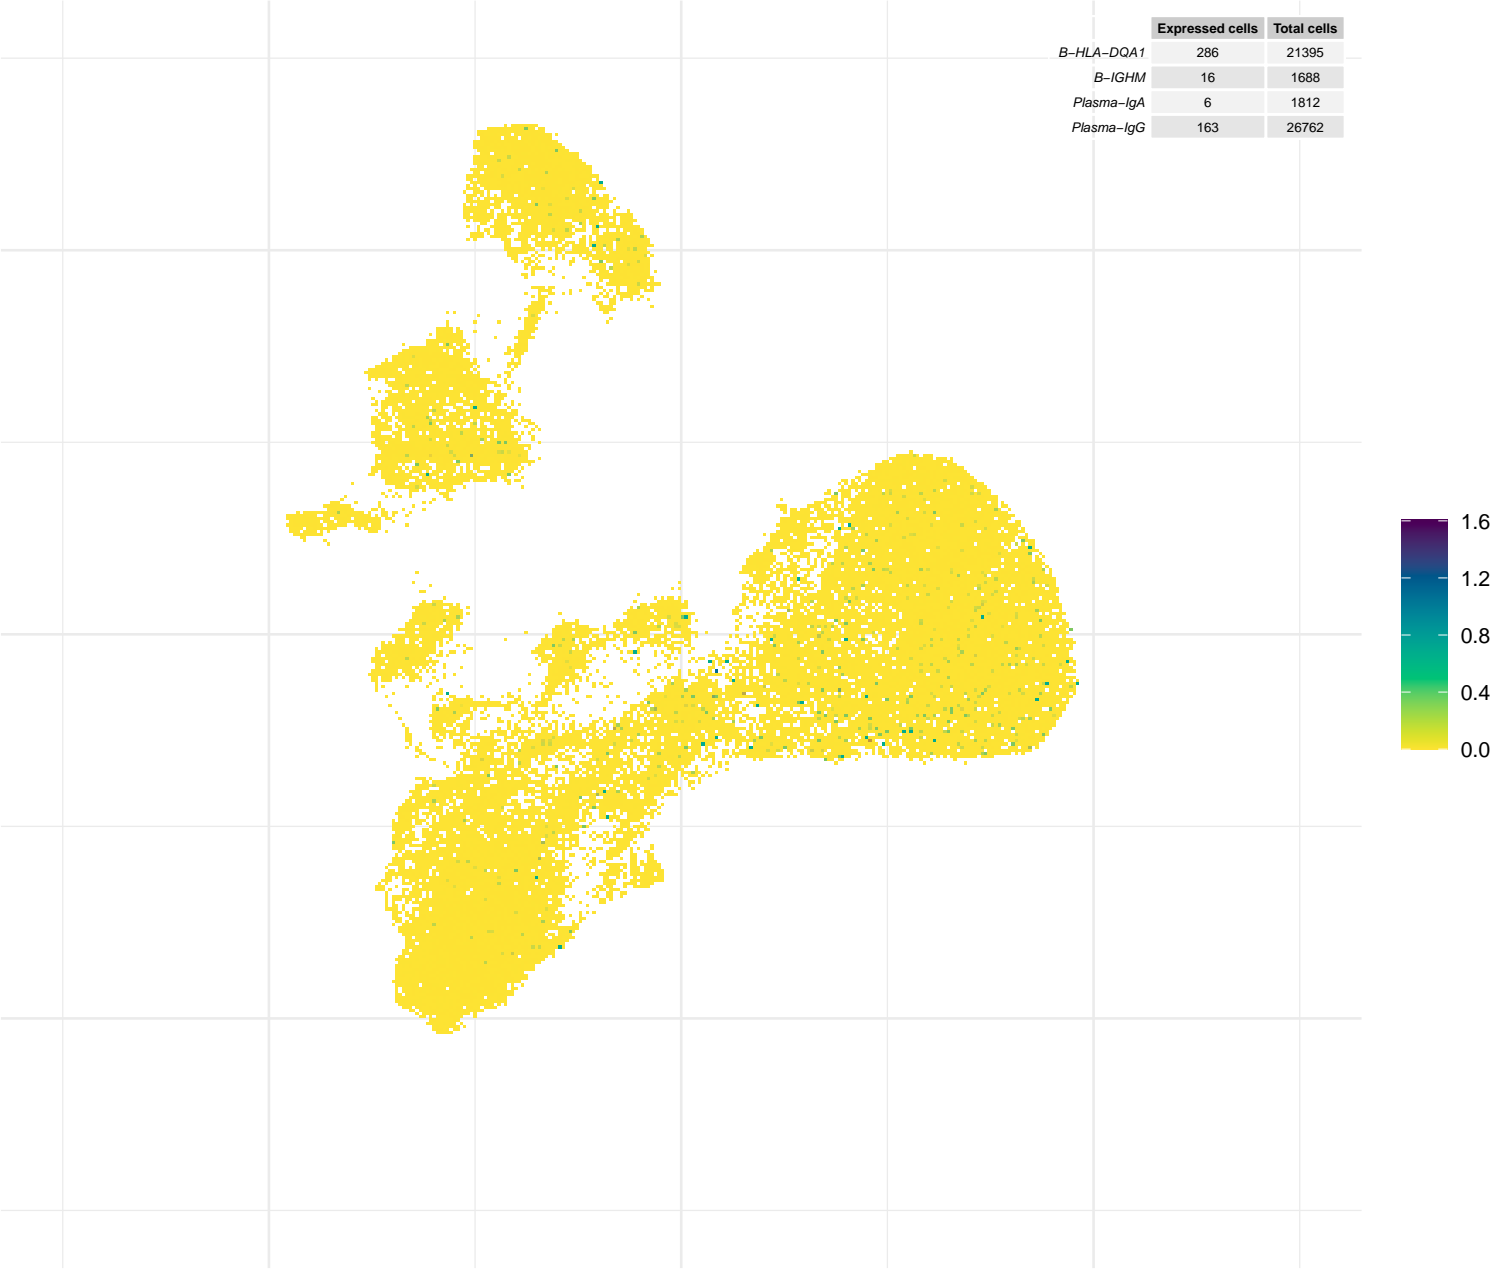 Expressed cells Total cells
B−HLA−DQA1 286 21395
B−IGHM 16 1688
Plasma−IgA 6 1812
Plasma−IgG 163 26762
1.6
1.2
0.8
0.4
0.0